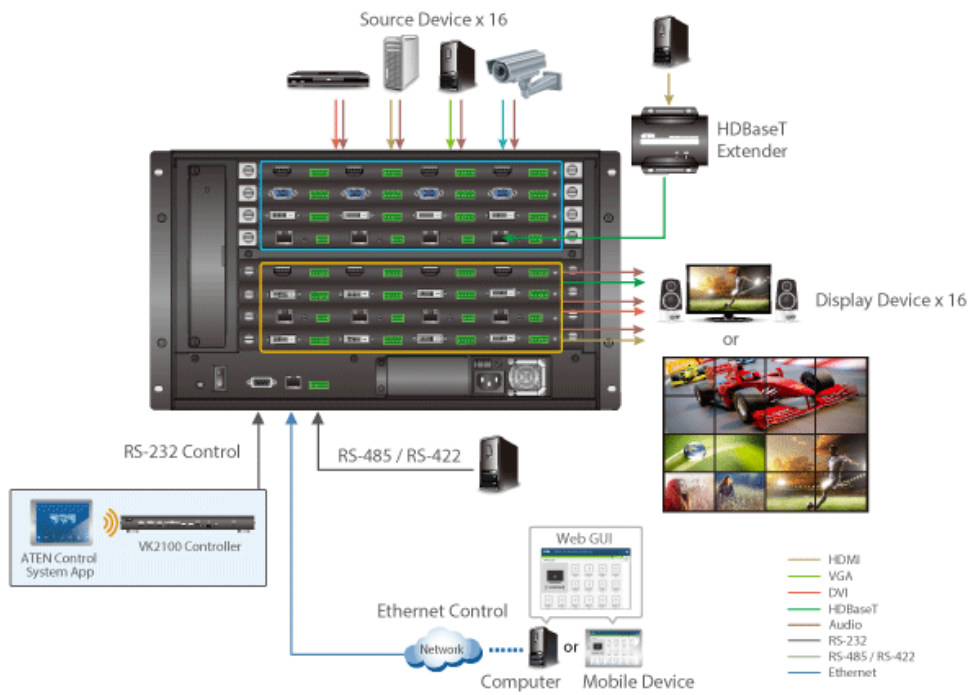 Source Device x 16
HDBaseT
Extender
Display Device x 16
or
RS-232 Control
RS-485 / RS-422
ATEN Control
System App
VK2100 Controller
Web GUI
Ethernet Control
Network
or
Computer
Mobile Device
HDMI
VGA
DVI
HDBaseT
Audio
RS-232
RS-485 / RS-422
Ethernet